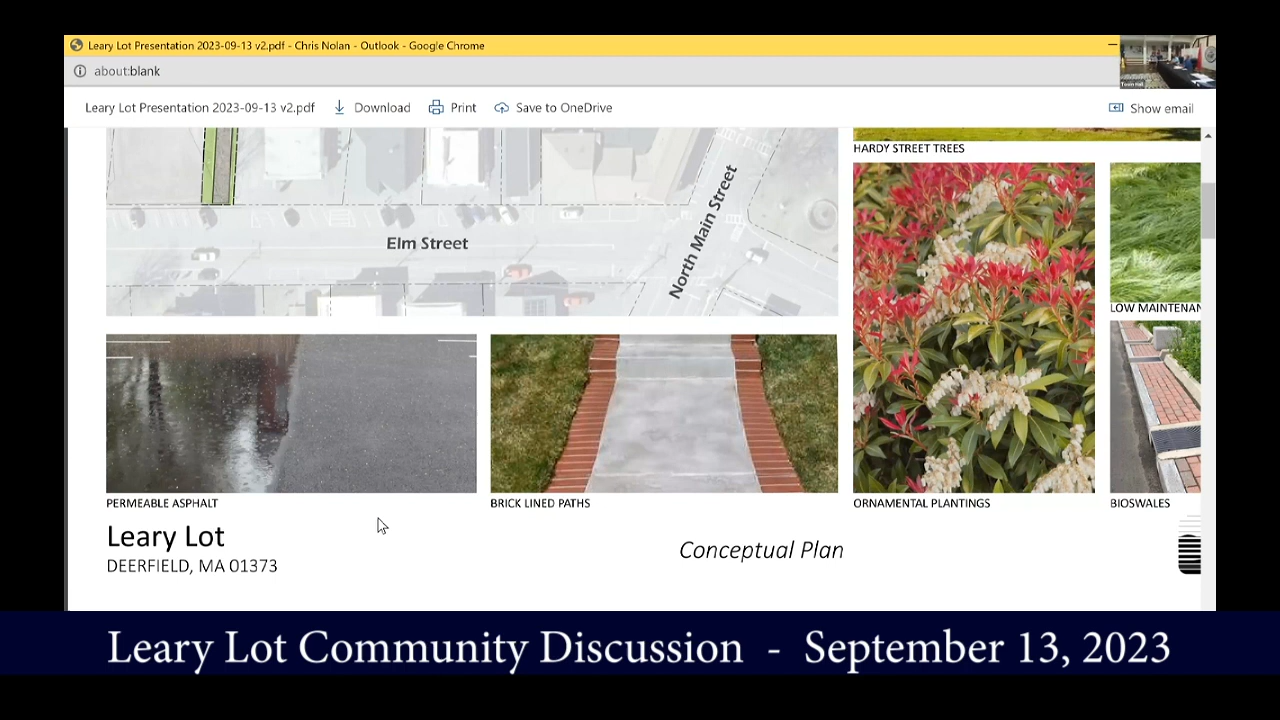 Leary Lot Presentation 2023-09-13 v2.pdf - Chris Nolan - Outlook - Google Chrome
about:blank
Town Hall
Leary Lot Presentation 2023-09-13 v2.pdf
Download
Print
Save to OneDrive
Show email
HARDY STREET TREES
Elm Street
North Main Street
LOW MAINTENAN
PERMEABLE ASPHALT
BRICK LINED PATHS
ORNAMENTAL PLANTINGS
BIOSWALES
Leary Lot
DEERFIELD, MA 01373
Conceptual Plan
Leary Lot Community Discussion - September 13, 2023